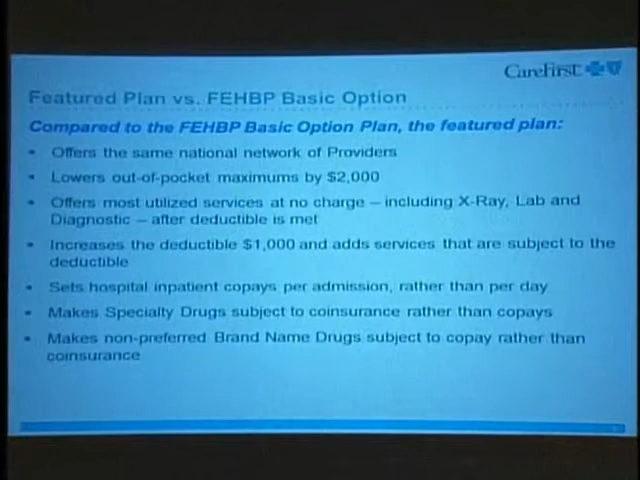 CareFirst
Featured Plan vs. FEHBP Basic Option
Compared to the FEHBP Basic Option Plan, the featured plan:
• Offers the same national network of Providers
• Lowers out-of-pocket maximums by $2,000
• Offers most utilized services at no charge – including X-Ray, Lab and
Diagnostic – after deductible is met
• Increases the deductible $1,000 and adds services that are subject to the
deductible
• Sets hospital inpatient copays per admission, rather than per day
• Makes Specialty Drugs subject to coinsurance rather than copays
• Makes non-preferred Brand Name Drugs subject to copay rather than
coinsurance